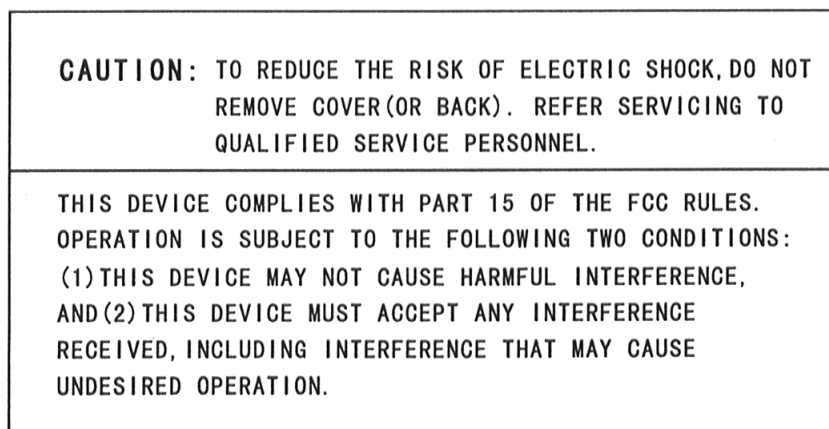 CAUTION: TO REDUCE THE RISK OF ELECTRIC SHOCK,DO NOT
REMOVE COVER(OR BACK). REFER SERVICING TO
QUALIFIED SERVICE PERSONNEL.
THIS DEVICE COMPLIES WITH PART 15 OF THE FCC RULES.
OPERATION IS SUBJECT TO THE FOLLOWING TWO CONDITIONS:
(1)THIS DEVICE MAY NOT CAUSE HARMFUL INTERFERENCE,
AND(2)THIS DEVICE MUST ACCEPT ANY INTERFERENCE
RECEIVED,INCLUDING INTERFERENCE THAT MAY CAUSE
UNDESIRED OPERATION.